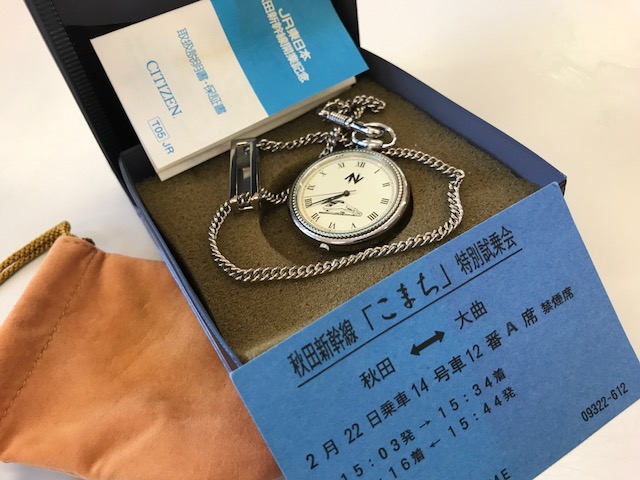 JR東日本
秋田新幹線開業記念
取扱説明書・保証書
CITIZEN
T05 JR
秋田新幹線「こまち」特別試乗会
秋田 ⟷ 大曲
2月22日乗車14号車12番A席 禁煙席
15:03発→15:34着
16着←15:44発
09322-612